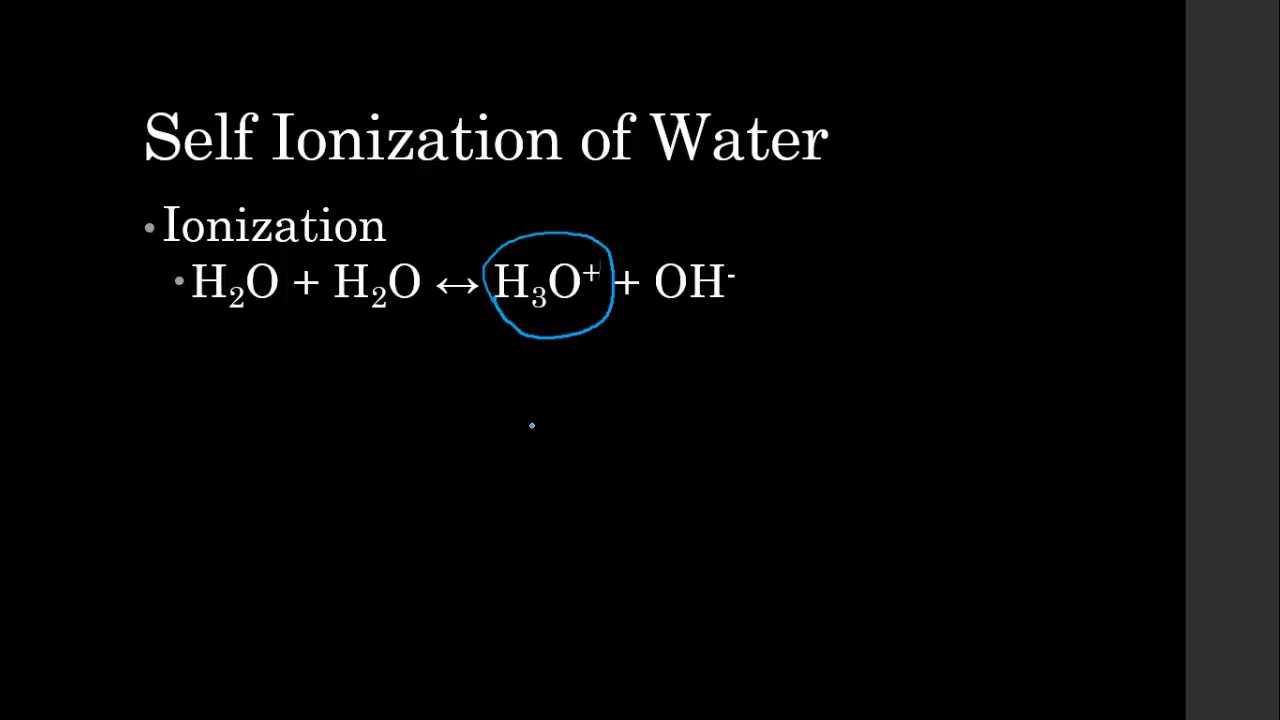 Self Ionization of Water
• Ionization
• H₂O + H₂O ↔ H₃O⁺ + OH⁻